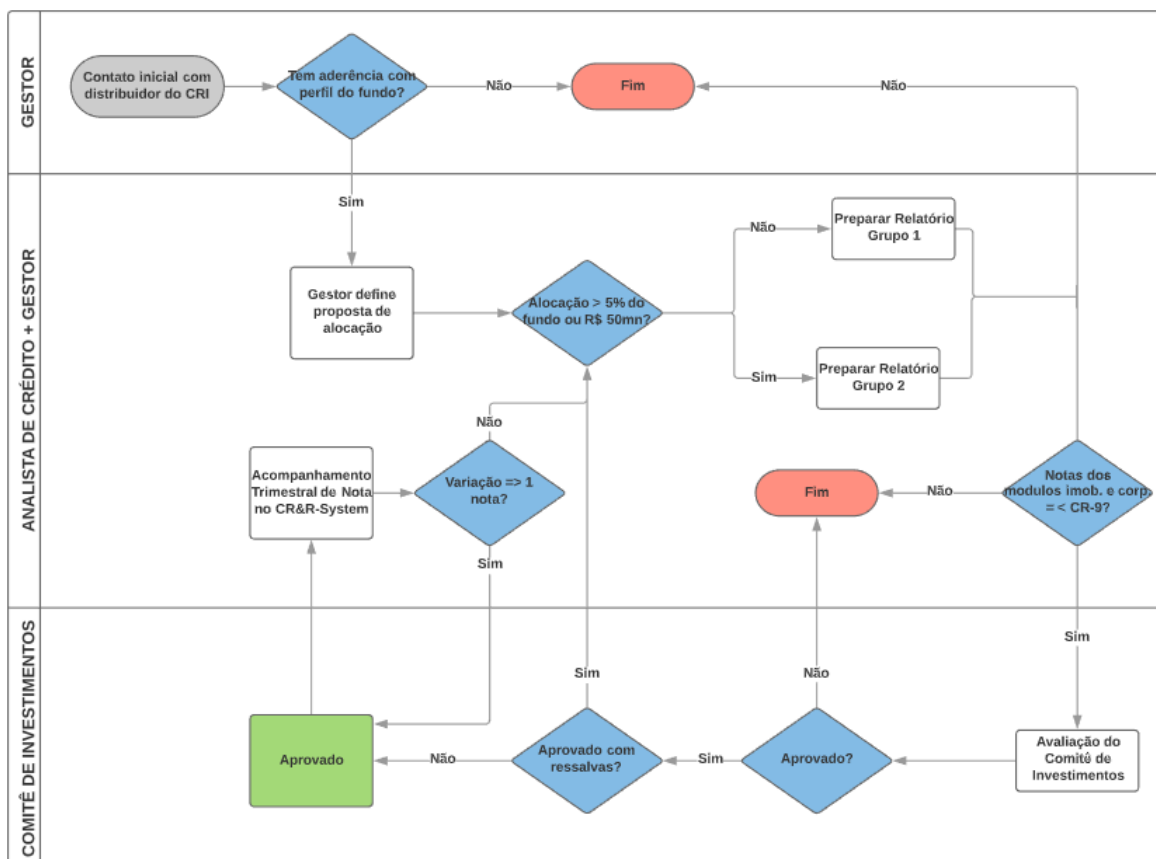 GESTOR
Contato inicial com
distribuidor do CRI
Tem aderência com
perfil do fundo?
Não
Fim
Não
Sim
ANALISTA DE CRÉDITO + GESTOR
Gestor define
proposta de
alocação
Alocação > 5% do
fundo ou R$ 50mn?
Não
Preparar Relatório
Grupo 1
Sim
Preparar Relatório
Grupo 2
Não
Acompanhamento
Trimestral de Nota
no CR&R-System
Variação => 1
nota?
Sim
Fim
Não
Notas dos
modulos imob. e corp.
= < CR-9?
COMITÊ DE INVESTIMENTOS
Sim
Sim
Não
Aprovado
Não
Aprovado com
ressalvas?
Sim
Aprovado?
Avaliação do
Comitê de
Investimentos